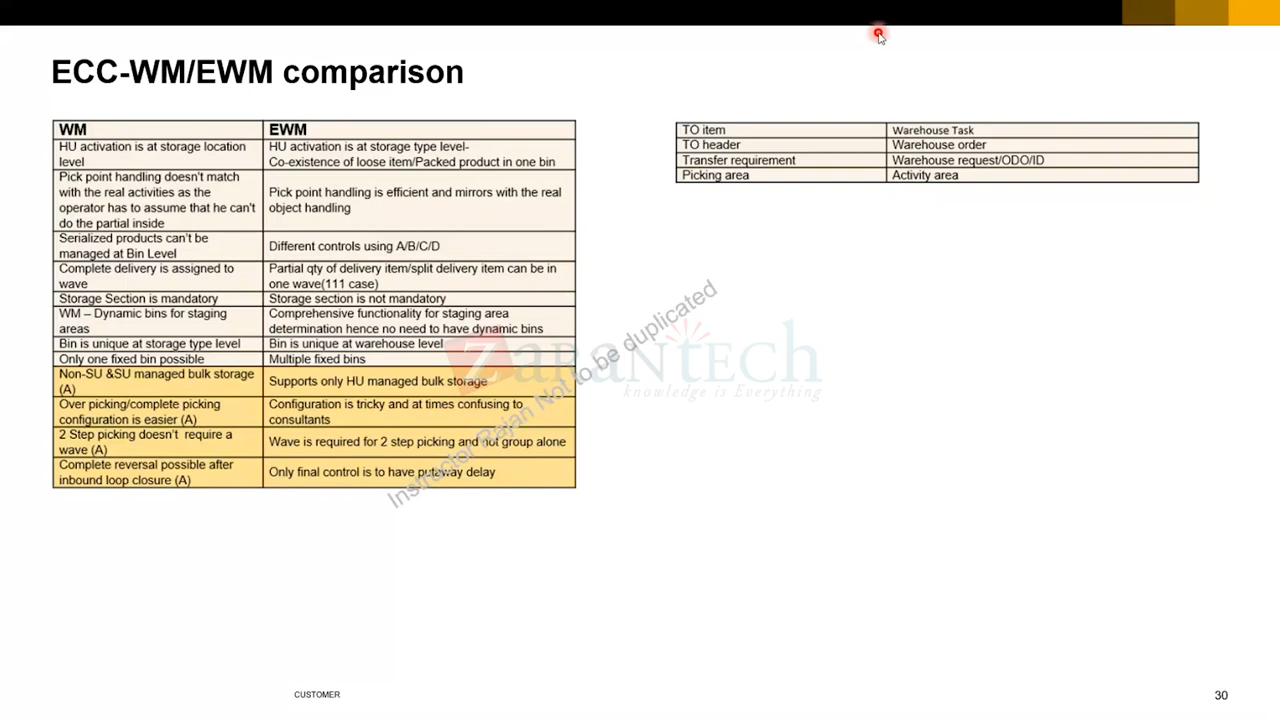 ECC-WM/EWM comparison
WM
EWM
HU activation is at storage location
level
HU activation is at storage type level-
Co-existence of loose item/Packed product in one bin
Pick point handling doesn't match
with the real activities as the
operator has to assume that he can't
do the partial inside
Pick point handling is efficient and mirrors with the real
object handling
Serialized products can't be
managed at Bin Level
Different controls using A/B/C/D
Complete delivery is assigned to
wave
Partial qty of delivery item/split delivery item can be in
one wave(111 case)
Storage Section is mandatory
Storage section is not mandatory
WM – Dynamic bins for staging
areas
Comprehensive functionality for staging area
determination hence no need to have dynamic bins
Bin is unique at storage type level
Bin is unique at warehouse level
Only one fixed bin possible
Multiple fixed bins
Non-SU &SU managed bulk storage
(A)
Supports only HU managed bulk storage
Over picking/complete picking
configuration is easier (A)
Configuration is tricky and at times confusing to
consultants
2 Step picking doesn't require a
wave (A)
Wave is required for 2 step picking and not group alone
Complete reversal possible after
inbound loop closure (A)
Only final control is to have putaway delay
TO item
Warehouse Task
TO header
Warehouse order
Transfer requirement
Warehouse request/ODO/ID
Picking area
Activity area
ZARANTECH
knowledge is Everything
Instructor Rajan Not to be duplicated
CUSTOMER
30